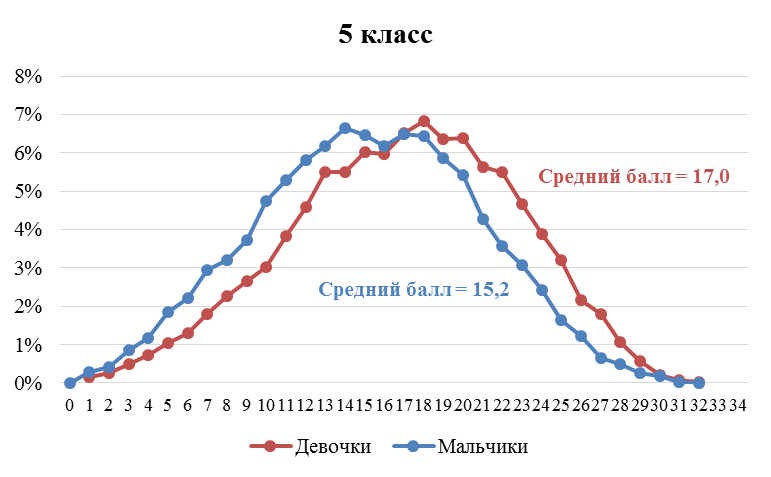 5 класс
8%
7%
6%
5%
4%
3%
2%
1%
0%
Средний балл = 17,0
Средний балл = 15,2
0 1 2 3 4 5 6 7 8 9 10 11 12 13 14 15 16 17 18 19 20 21 22 23 24 25 26 27 28 29 30 31 32 33 34
Девочки Мальчики